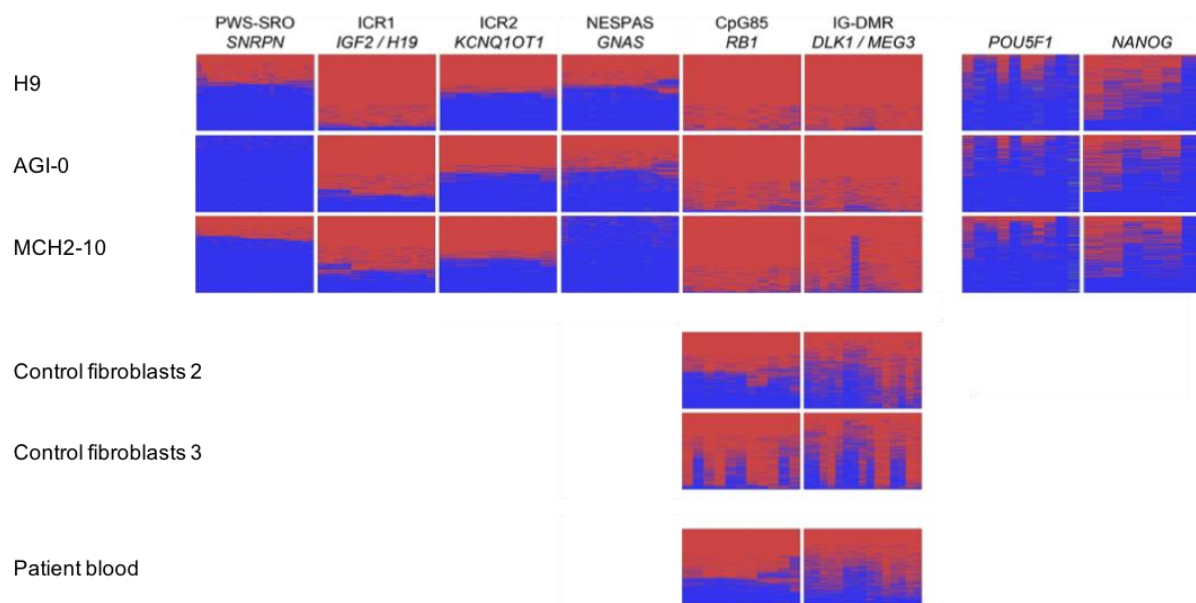 PWS-SRO ICR1 ICR2 NESPAS CpG85 IG-DMR
SNRPN IGF2 / H19 KCNQ1OT1 GNAS RB1 DLK1 / MEG3 POU5F1 NANOG
H9
AGI-0
MCH2-10
Control fibroblasts 2
Control fibroblasts 3
Patient blood